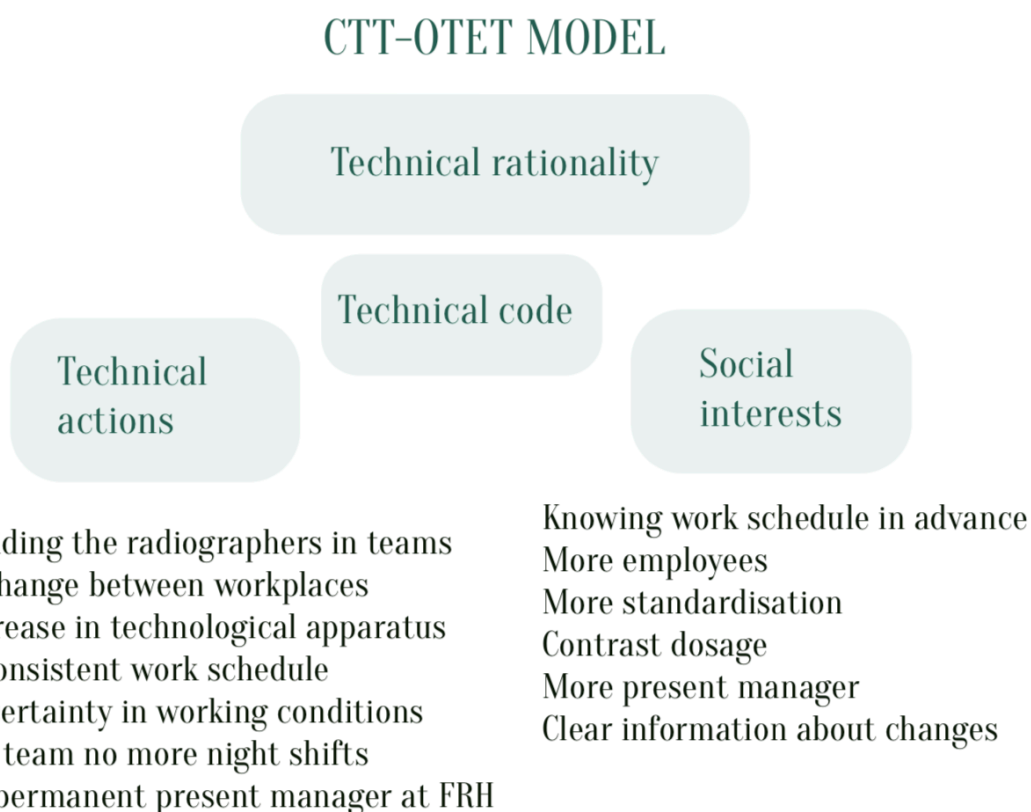 CTT-OTET MODEL
Technical rationality
Technical code
Technical
actions
Social
interests
the radiographers in teams
between workplaces
in technological apparatus
work schedule
in working conditions
team no more night shifts
permanent present manager at FRH
Knowing work schedule in advance
More employees
More standardisation
Contrast dosage
More present manager
Clear information about changes